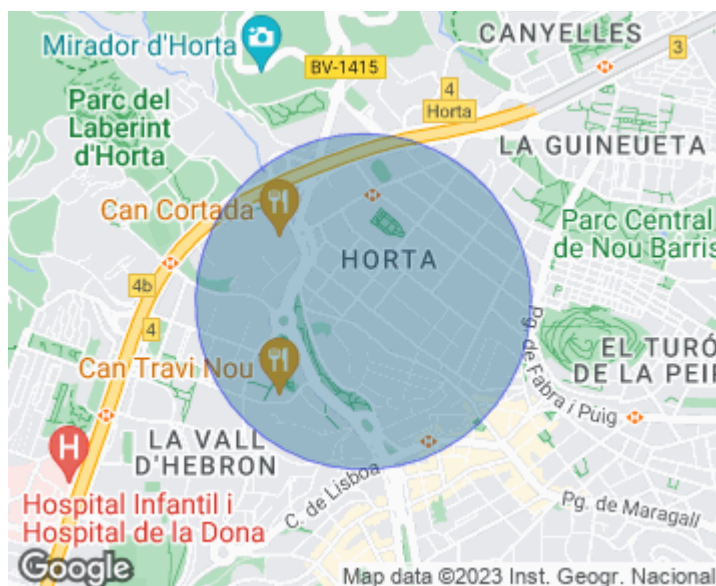 CANYELLES
Mirador d'Horta
BV-1415
3
4
Horta
Parc del
Laberint
d'Horta
LA GUINEUETA
Can Cortada
Parc Central
de Nou Barris
HORTA
4b
4
Can Travi Nou
Pg. de Fabra i Puig
EL TURÓ
DE LA PEIR
LA VALL
D'HEBRON
H
Hospital Infantil i
Hospital de la Dona
C. de Lisboa
Pg. de Maragall
Google
Map data ©2023 Inst. Geogr. Nacional